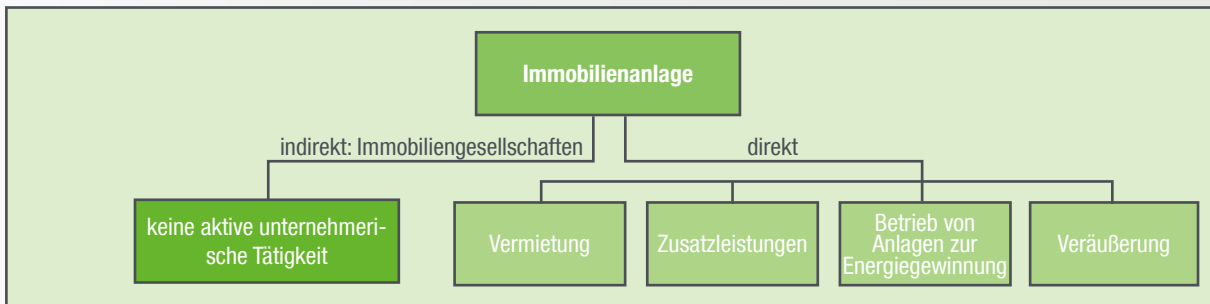 Immobilienanlage
indirekt: Immobiliengesellschaften
direkt
keine aktive unternehmeri-
sche Tätigkeit
Vermietung
Zusatzleistungen
Betrieb von
Anlagen zur
Energiegewinnung
Veräußerung